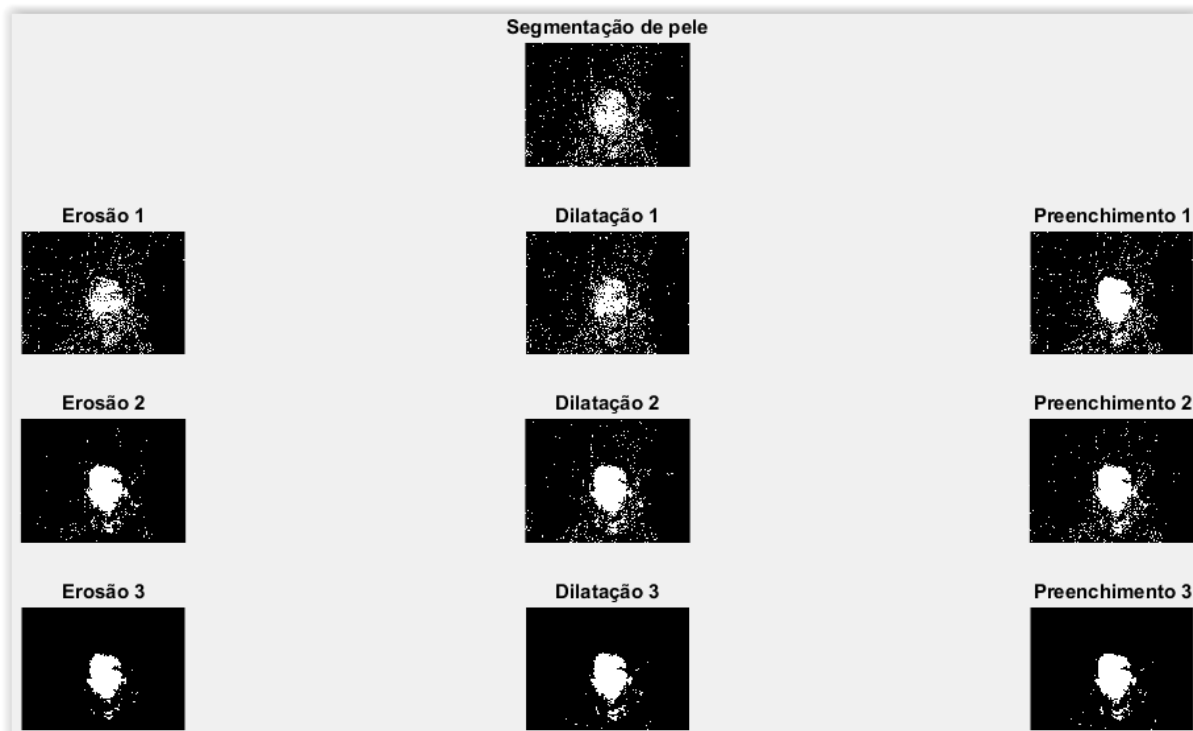 Segmentação de pele
Erosão 1
Dilatação 1
Preenchimento 1
Erosão 2
Dilatação 2
Preenchimento 2
Erosão 3
Dilatação 3
Preenchimento 3